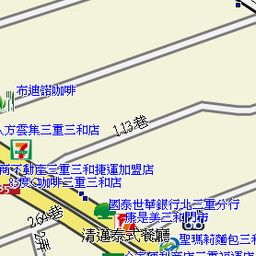 布迪諾咖啡
八方雲集三重三和店
113巷
商不動產三重三和捷運加盟店
85度C咖啡三重三和店
國泰世華銀行北三重分行
康是美三和門市
264巷
清邁泰式餐廳
聖瑪莉麵包三和